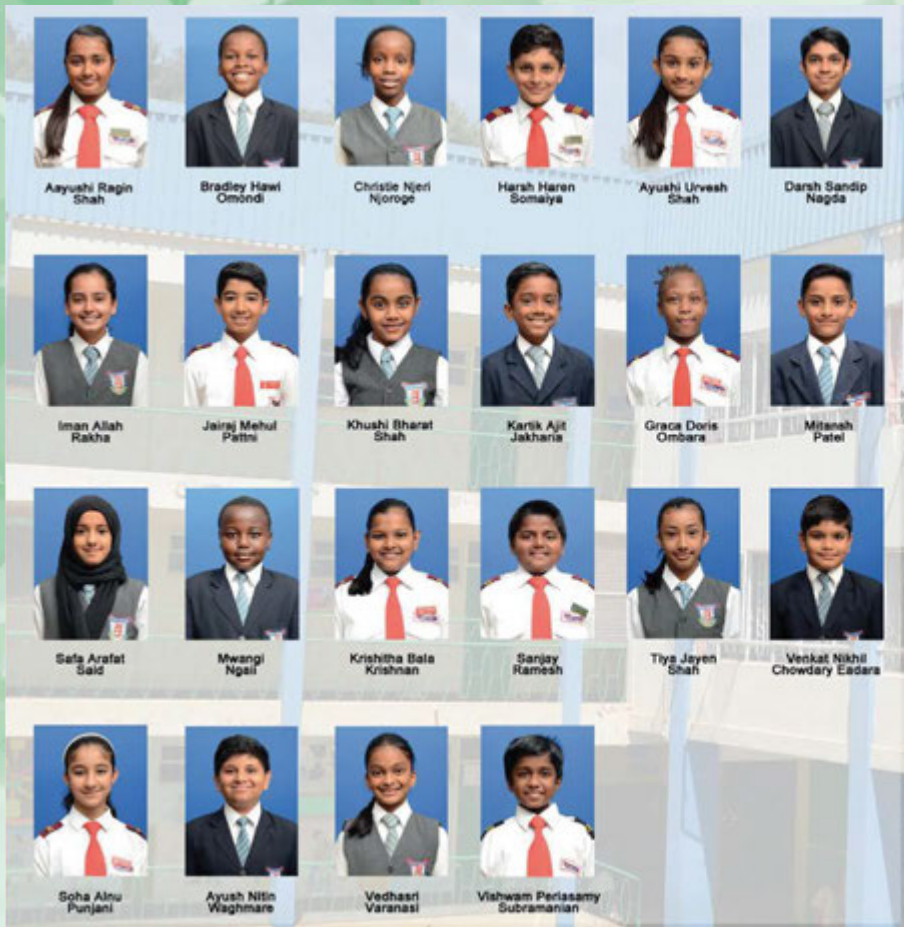 Aayushi Ragin
Shah
Bradley Hawi
Omondi
Christie Njeri
Njoroge
Harsh Haren
Somaiya
Ayushi Urvesh
Shah
Darsh Sandip
Nagda
Iman Allah
Rakha
Jairaj Mehul
Pattni
Khushi Bharat
Shah
Kartik Ajit
Jakharia
Graca Doris
Ombara
Mitansh
Patel
Safa Arafat
Said
Mwangi
Ngali
Krishitha Bala
Krishnan
Sanjay
Ramesh
Tiya Jayen
Shah
Venkat Nikhil
Chowdary Eadara
Soha Alnu
Punjani
Ayush Nitin
Waghmare
Vedhasri
Varanasi
Vishwam Periasamy
Subramanian